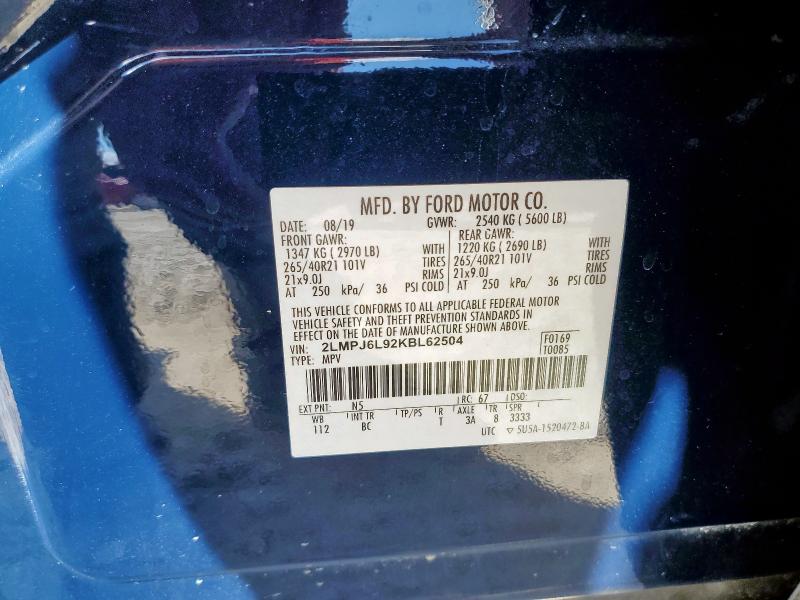 MFD. BY FORD MOTOR CO.
DATE: 08/19 GVWR: 2540 KG ( 5600 LB)
FRONT GAWR: REAR GAWR:
1347 KG ( 2970 LB) WITH 1220 KG ( 2690 LB) WITH
265/40R21 101V TIRES 265/40R21 101V TIRES
21x9.0J RIMS 21x9.0J RIMS
AT 250 kPa/ 36 PSI COLD AT 250 kPa/ 36 PSI COLD
THIS VEHICLE CONFORMS TO ALL APPLICABLE FEDERAL MOTOR
VEHICLE SAFETY AND THEFT PREVENTION STANDARDS IN
EFFECT ON THE DATE OF MANUFACTURE SHOWN ABOVE.
VIN: 2LMPJ6L92KBL62504 F0169
TYPE: MPV T0085
EXT PNT: N5 RC: 67 DSO:
WB INT TR TP/PS R AXLE TR SPR
112 BC T 3A 8 3333
UTC ▽ 5U5A-1520472-BA